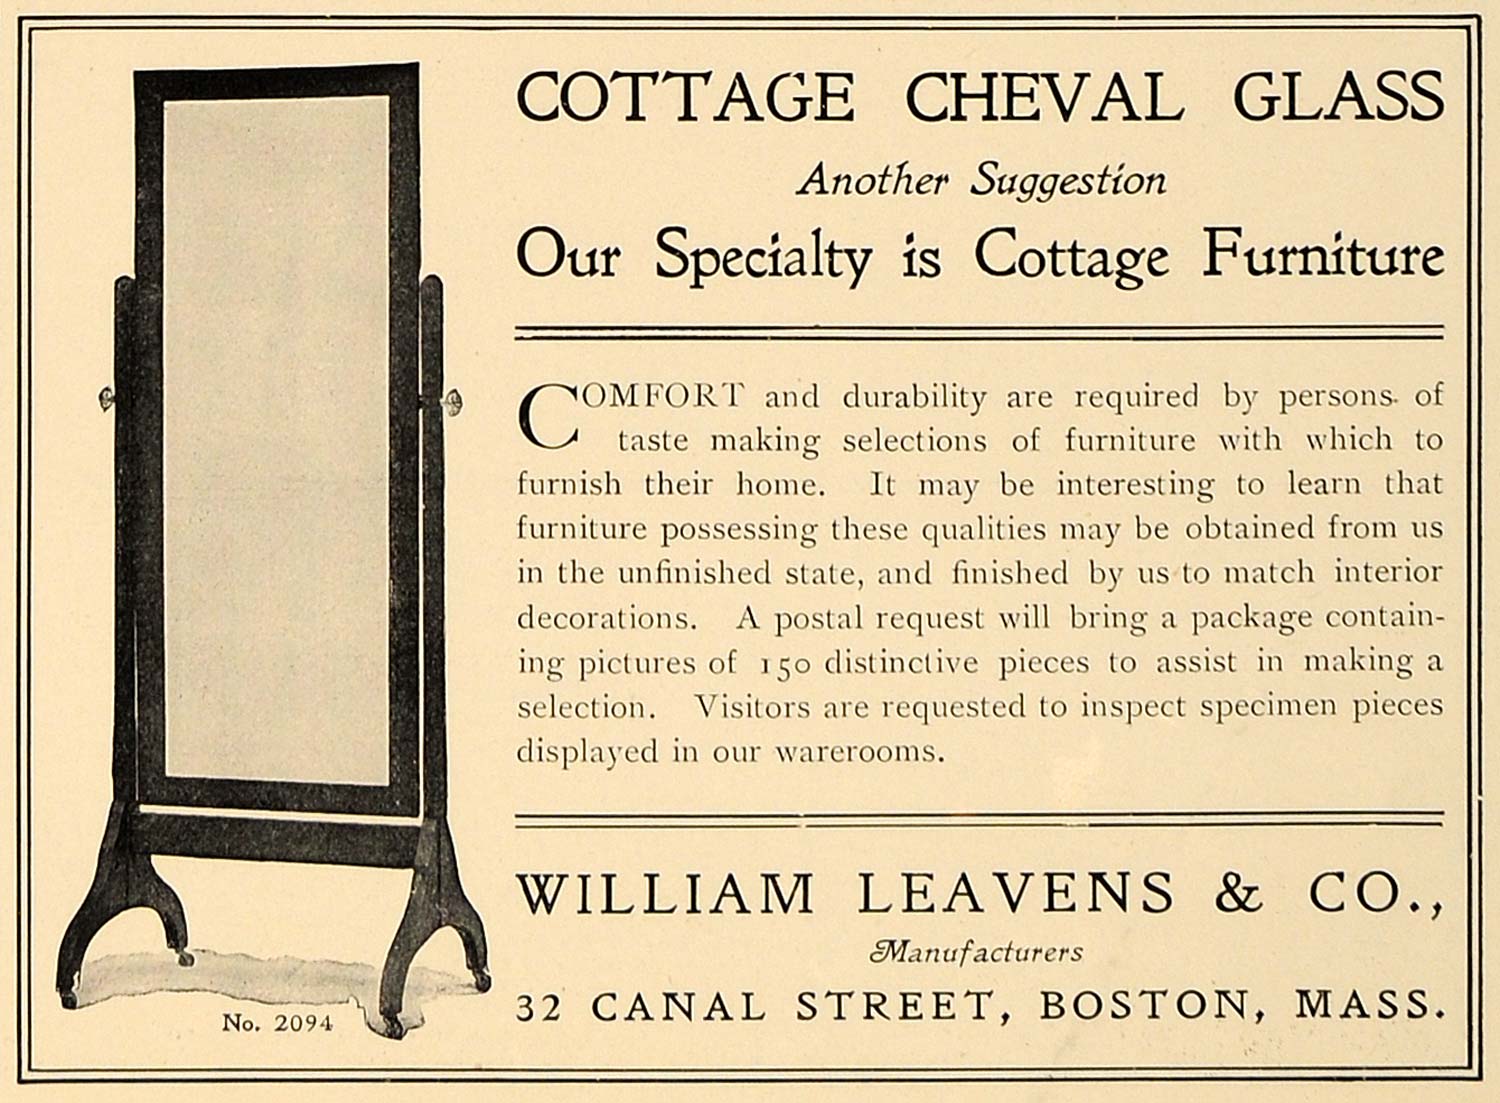 COTTAGE CHEVAL GLASS
Another Suggestion
Our Specialty is Cottage Furniture
COMFORT and durability are required by persons of
taste making selections of furniture with which to
furnish their home. It may be interesting to learn that
furniture possessing these qualities may be obtained from us
in the unfinished state, and finished by us to match interior
decorations. A postal request will bring a package contain-
ing pictures of 150 distinctive pieces to assist in making a
selection. Visitors are requested to inspect specimen pieces
displayed in our warerooms.
WILLIAM LEAVENS & CO.,
Manufacturers
32 CANAL STREET, BOSTON, MASS.
No. 2094